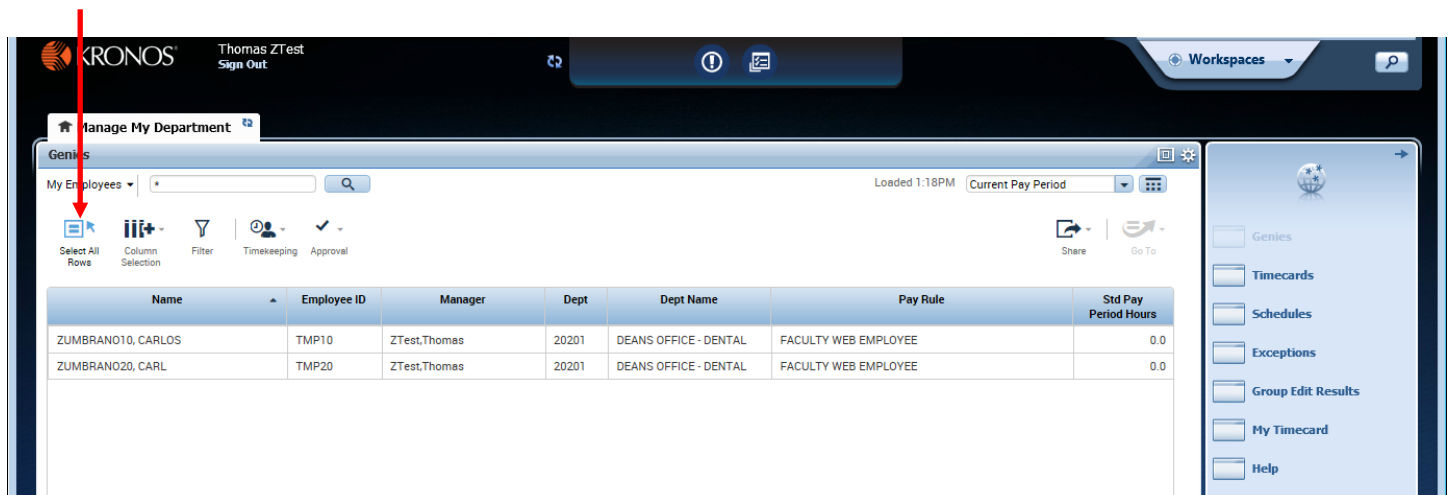 KRONOS®
Thomas ZTest
Sign Out
Workspaces
Manage My Department
Genies
My Employees
*
Loaded 1:18PM
Current Pay Period
Select All
Rows
Column
Selection
Filter
Timekeeping
Approval
Share
Go To
Name Employee ID Manager Dept Dept Name Pay Rule Std Pay
Period Hours
ZUMBRANO10, CARLOS TMP10 ZTest,Thomas 20201 DEANS OFFICE - DENTAL FACULTY WEB EMPLOYEE 0.0
ZUMBRANO20, CARL TMP20 ZTest,Thomas 20201 DEANS OFFICE - DENTAL FACULTY WEB EMPLOYEE 0.0
Genies
Timecards
Schedules
Exceptions
Group Edit Results
My Timecard
Help